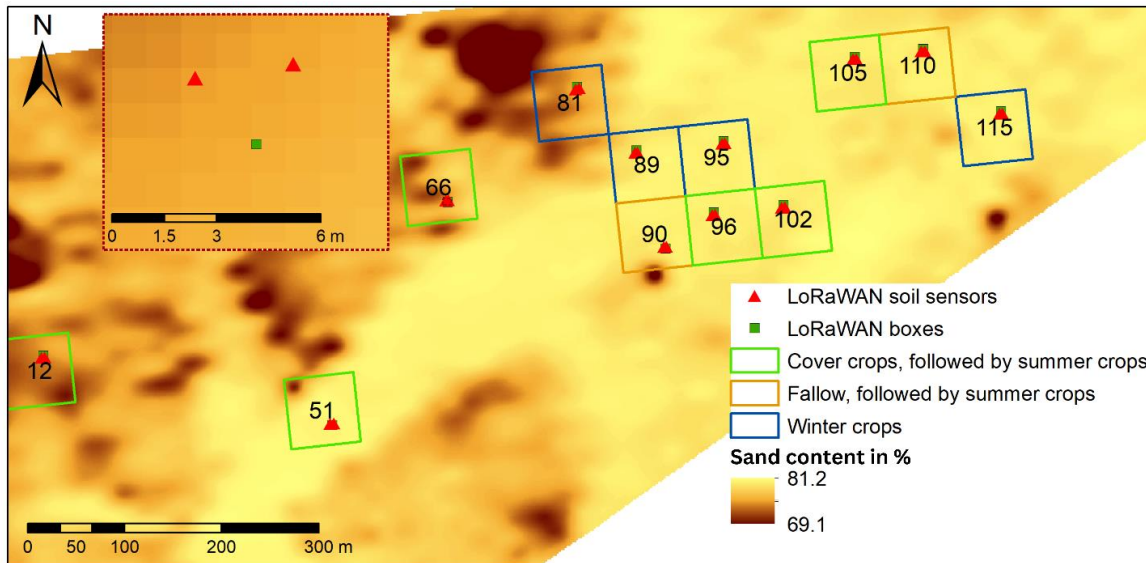 N
0 1.5 3 6 m
105
110
81
115
89
95
66
90
96
102
12
51
LoRaWAN soil sensors
LoRaWAN boxes
Cover crops, followed by summer crops
Fallow, followed by summer crops
Winter crops
Sand content in %
81.2
69.1
0 50 100 200 300 m